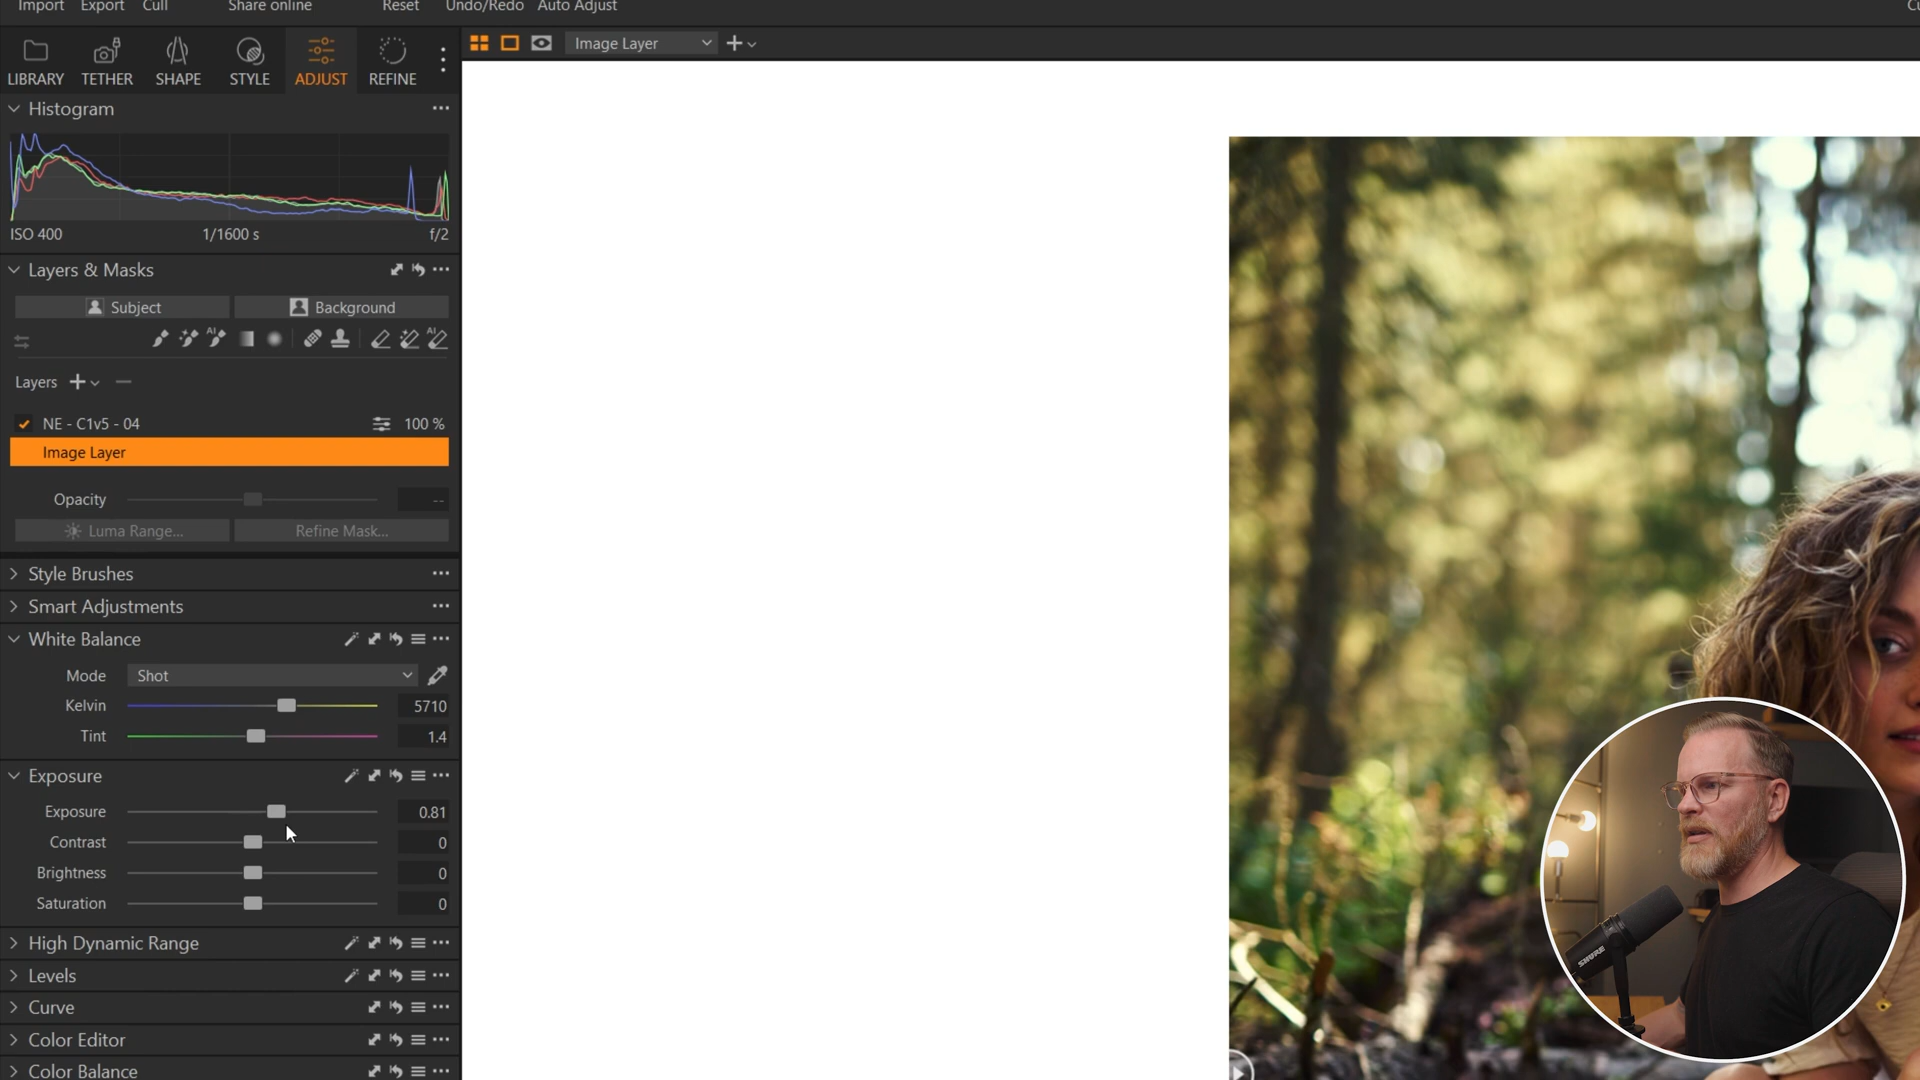 Import Export Cull Share online Reset Undo/Redo Auto Adjust
LIBRARY TETHER SHAPE STYLE ADJUST REFINE
Image Layer
Histogram
ISO 400 1/1600 s f/2
Layers & Masks
Subject Background
AI AI
Layers
NE - C1v5 - 04 100 %
Image Layer
Opacity --
Luma Range... Refine Mask...
Style Brushes
Smart Adjustments
White Balance
Mode Shot
Kelvin 5710
Tint 1.4
Exposure
Exposure 0.81
Contrast 0
Brightness 0
Saturation 0
High Dynamic Range
Levels
Curve
Color Editor
Color Balance
SHURE